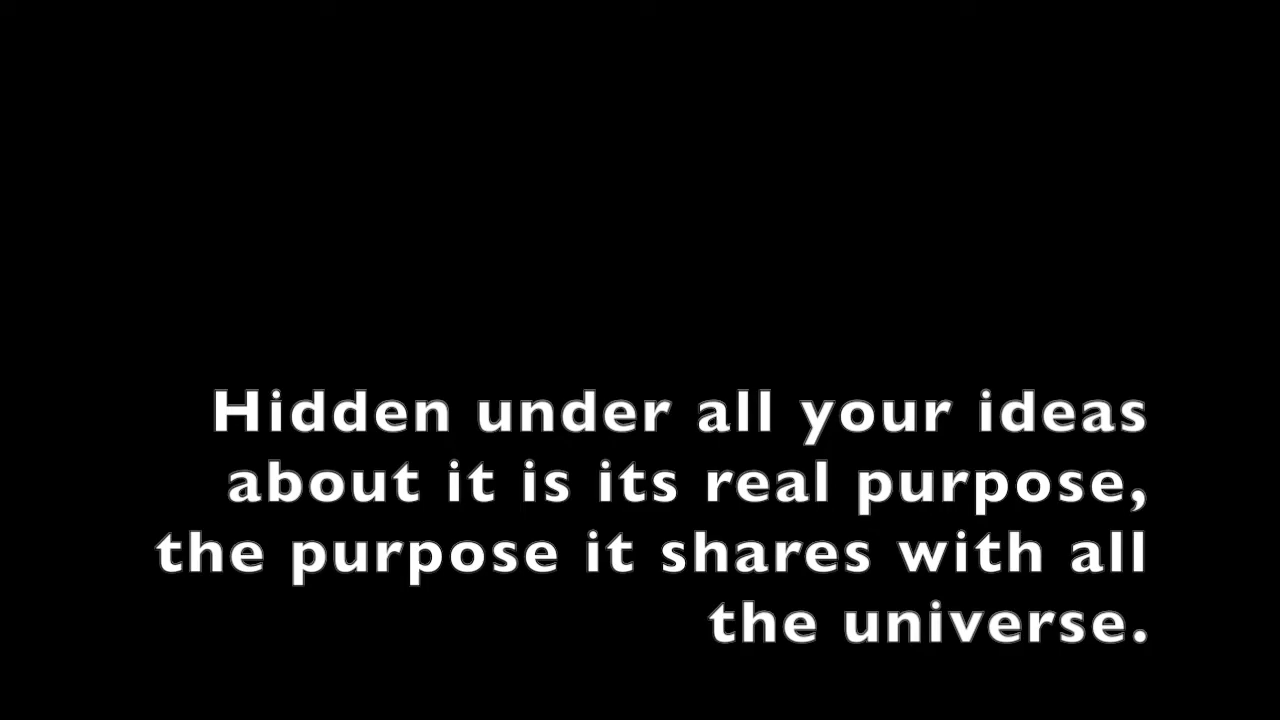 Hidden under all your ideas
about it is its real purpose,
the purpose it shares with all
the universe.